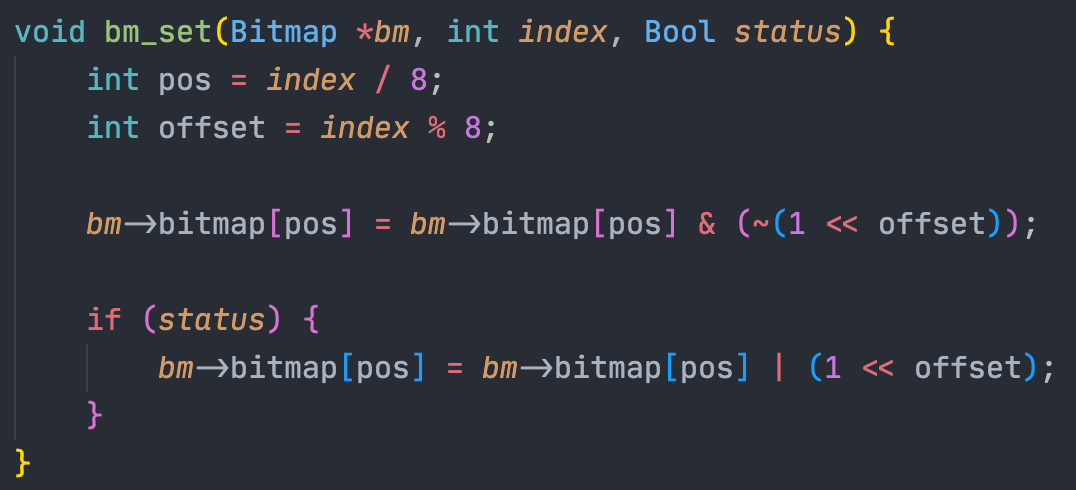 void bm_set(Bitmap *bm, int index, Bool status) {
    int pos = index / 8;
    int offset = index % 8;

    bm->bitmap[pos] = bm->bitmap[pos] & (~(1 << offset));

    if (status) {
        bm->bitmap[pos] = bm->bitmap[pos] | (1 << offset);
    }
}